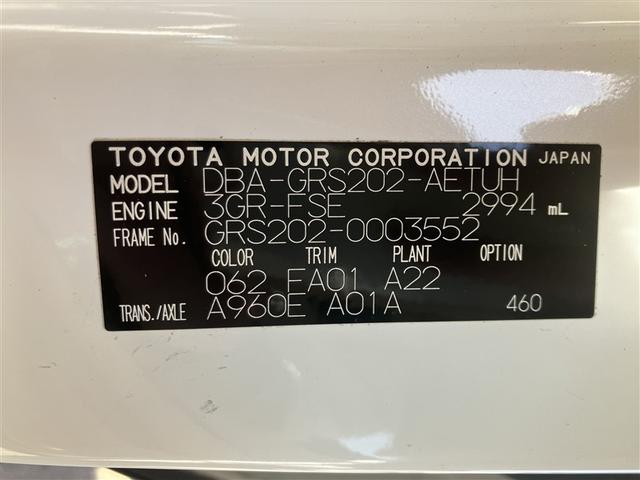 TOYOTA MOTOR CORPORATION JAPAN
MODEL DBA-GRS202-AETUH
ENGINE 3GR-FSE 2994 mL
FRAME No. GRS202-0003552
COLOR TRIM PLANT OPTION
062 FA01 A22
TRANS./AXLE A960E A01A 460